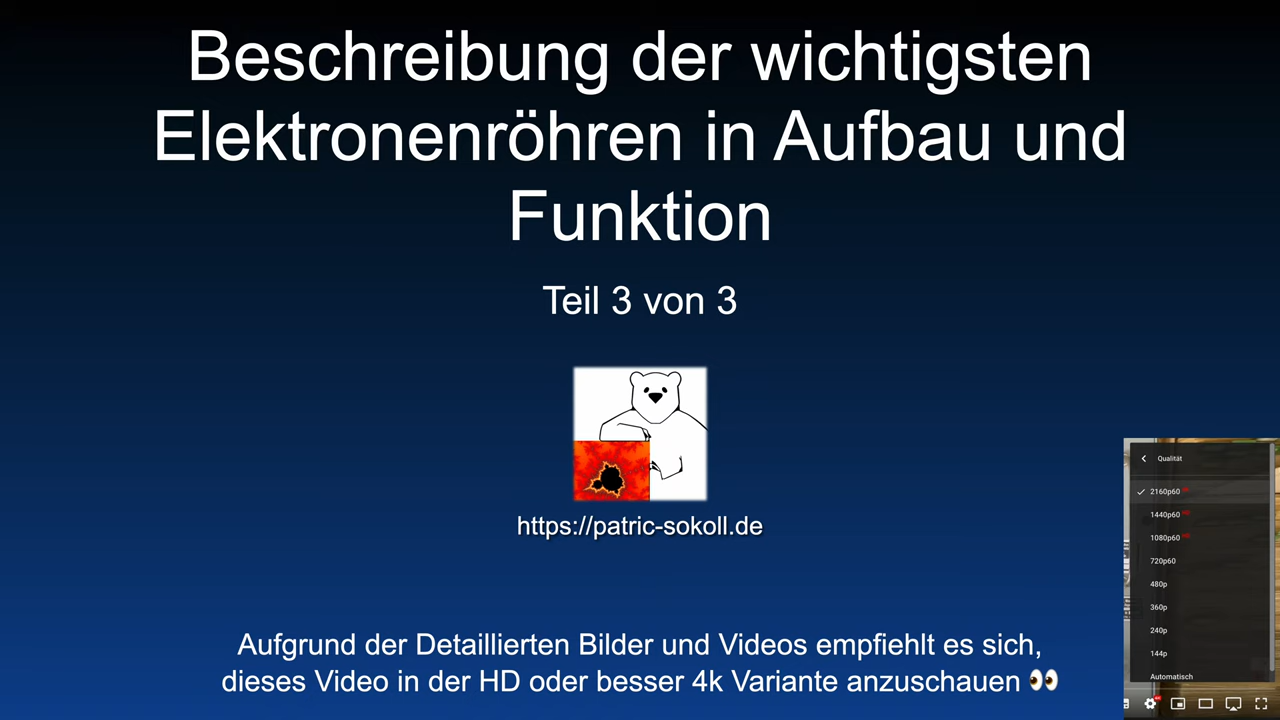 Beschreibung der wichtigsten
Elektronenröhren in Aufbau und
Funktion
Teil 3 von 3
https://patric-sokoll.de
Aufgrund der Detaillierten Bilder und Videos empfiehlt es sich,
dieses Video in der HD oder besser 4k Variante anzuschauen 👀
Qualität
2160p60
1440p60
1080p60
720p60
480p
360p
240p
144p
Automatisch